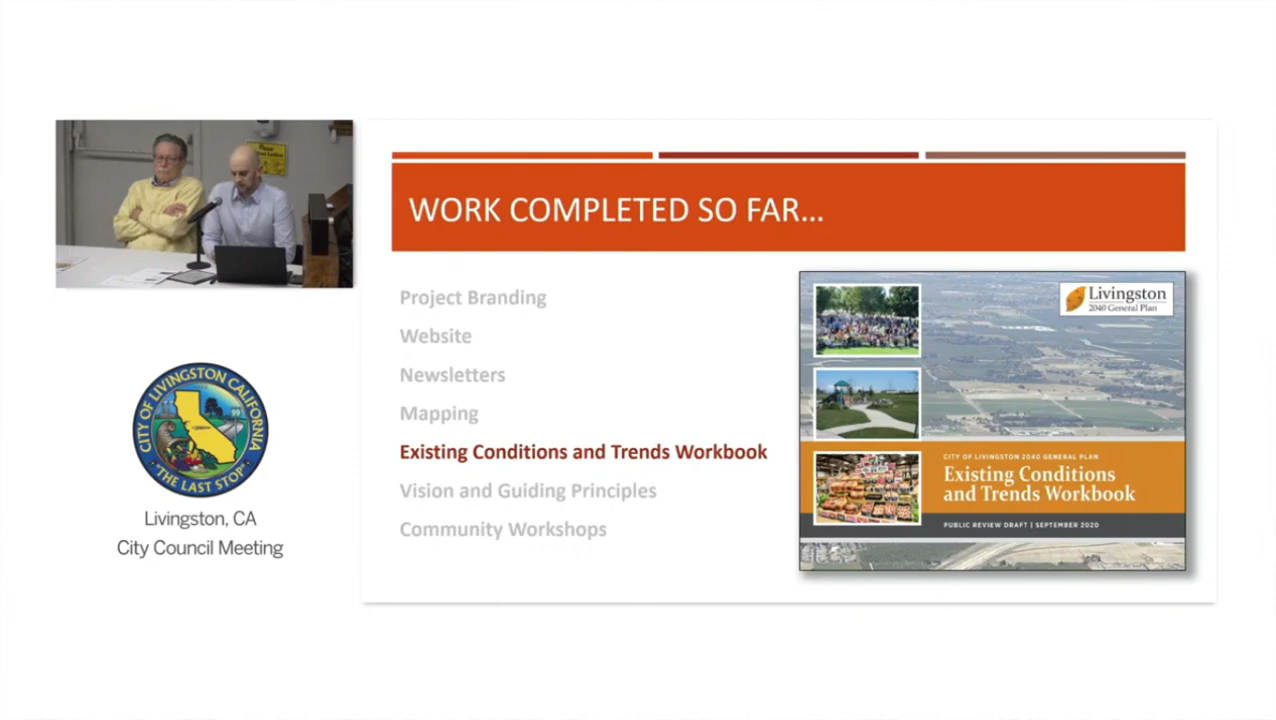 WORK COMPLETED SO FAR...
Project Branding
Website
Newsletters
Mapping
Existing Conditions and Trends Workbook
Vision and Guiding Principles
Community Workshops
Livingston
2040 General Plan
CITY OF LIVINGSTON 2040 GENERAL PLAN
Existing Conditions
and Trends Workbook
PUBLIC REVIEW DRAFT | SEPTEMBER 2020
CITY OF LIVINGSTON CALIFORNIA
99
"THE LAST STOP"
Livingston, CA
City Council Meeting